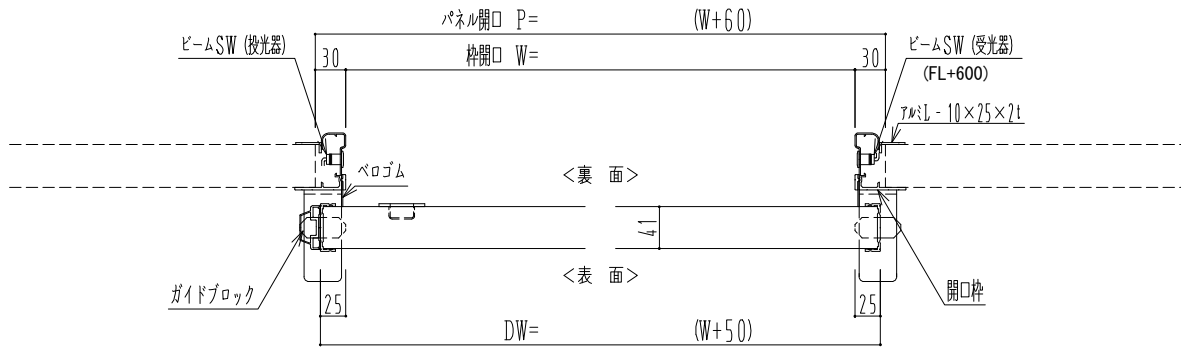 パネル開口 P= (W+60)
ビームSW (投光器)
30
枠開口 W=
30
ビームSW (受光器)
(FL+600)
アルミL - 10×25×2t
ベロゴム
<裏 面>
41
<表 面>
ガイドブロック
25
25
開口枠
DW= (W+50)